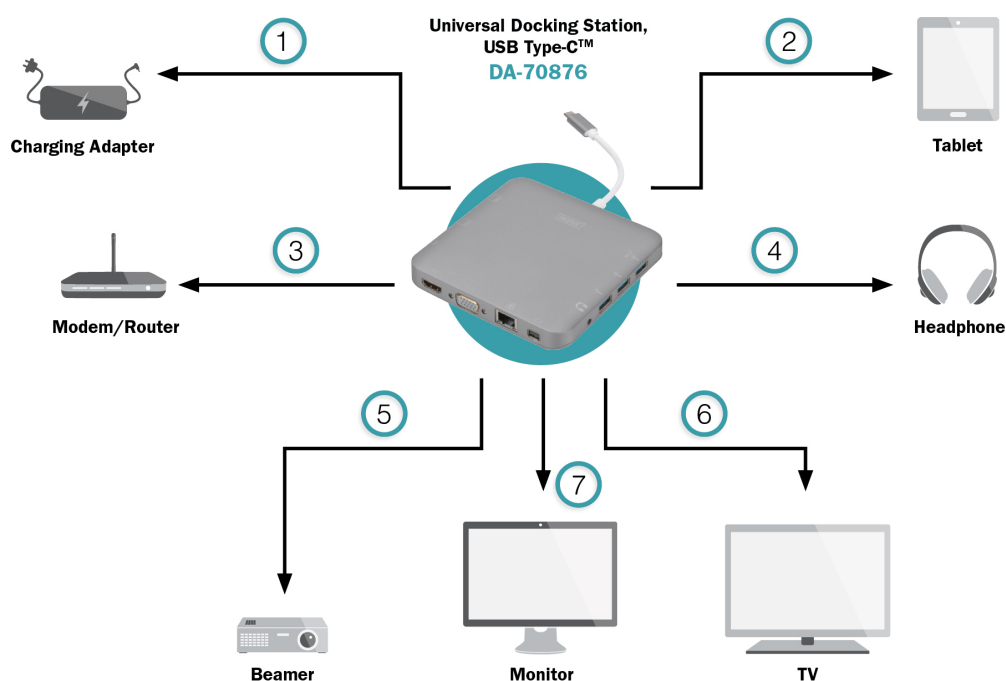 Universal Docking Station,
USB Type-C™
DA-70876
1
2
Charging Adapter
Tablet
3
4
Modem/Router
Headphone
5
6
7
Beamer
Monitor
TV